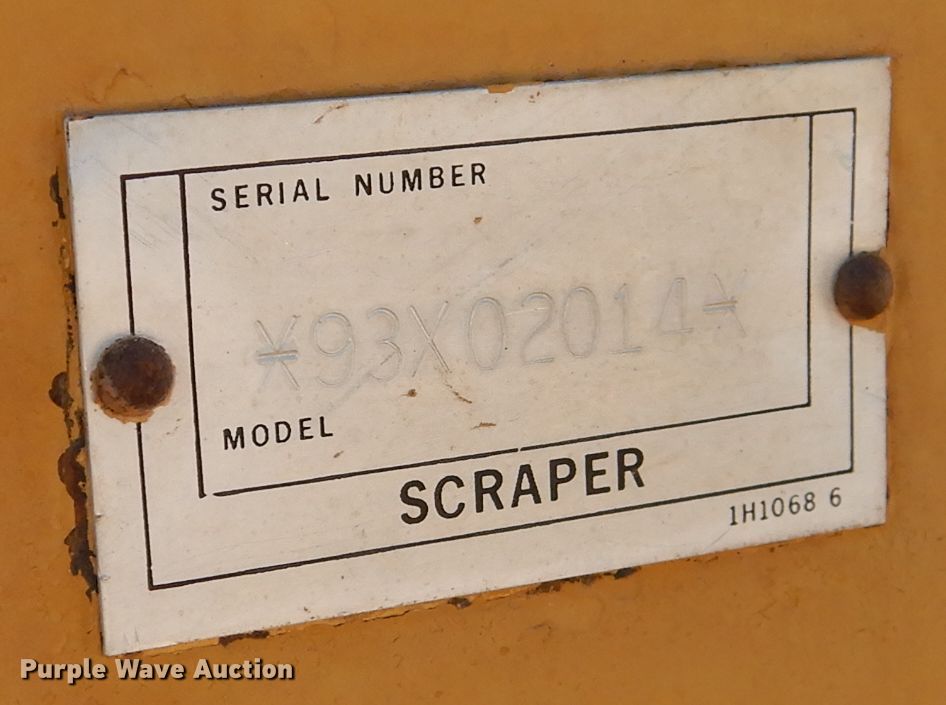 SERIAL NUMBER
*93X02014*
MODEL
SCRAPER
1H1068 6
Purple Wave Auction